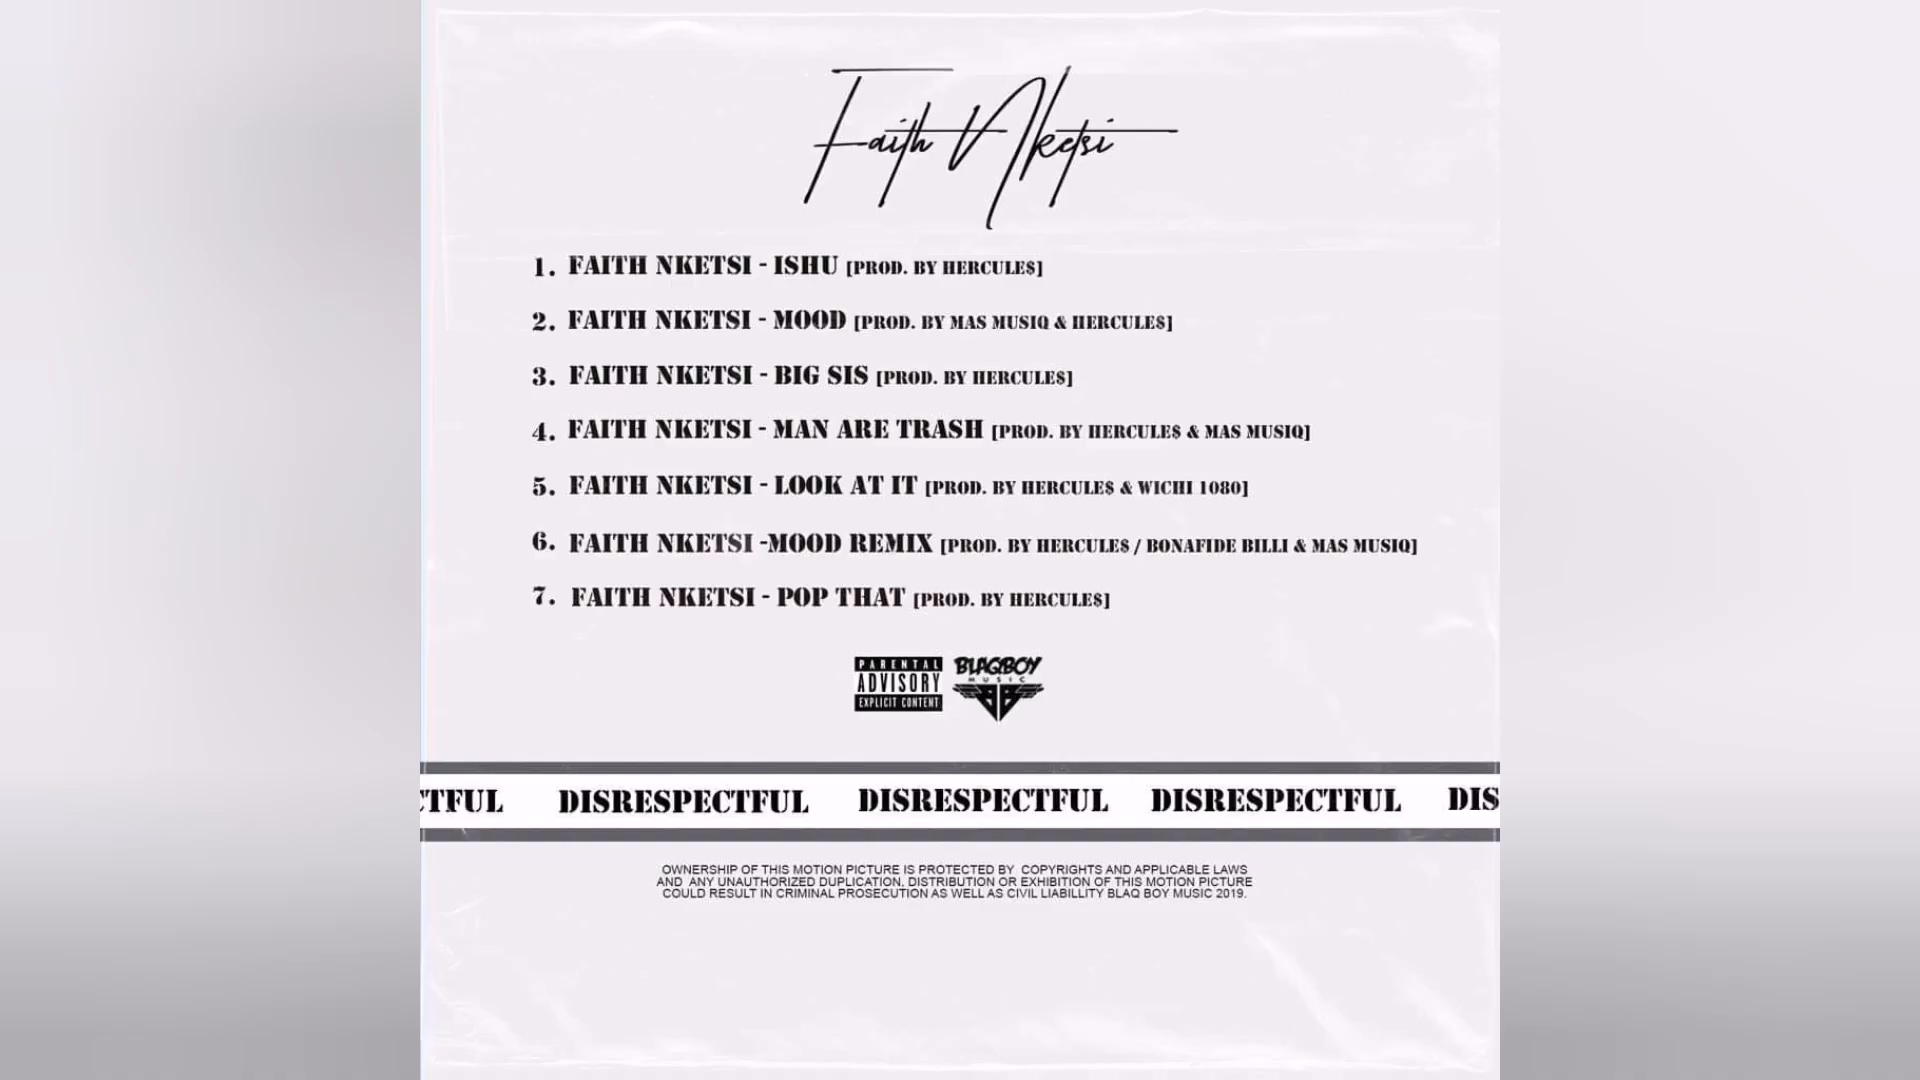 Faith Nketsi
1. FAITH NKETSI - ISHU [PROD. BY HERCULE$]
2. FAITH NKETSI - MOOD [PROD. BY MAS MUSIQ & HERCULE$]
3. FAITH NKETSI - BIG SIS [PROD. BY HERCULE$]
4. FAITH NKETSI - MAN ARE TRASH [PROD. BY HERCULE$ & MAS MUSIQ]
5. FAITH NKETSI - LOOK AT IT [PROD. BY HERCULE$ & WICHI 1080]
6. FAITH NKETSI -MOOD REMIX [PROD. BY HERCULE$ / BONAFIDE BILLI & MAS MUSIQ]
7. FAITH NKETSI - POP THAT [PROD. BY HERCULE$]
PARENTAL
ADVISORY
EXPLICIT CONTENT
BLAQBOY
MUSIC
BB
CTFUL DISRESPECTFUL DISRESPECTFUL DISRESPECTFUL DIS
OWNERSHIP OF THIS MOTION PICTURE IS PROTECTED BY COPYRIGHTS AND APPLICABLE LAWS
AND ANY UNAUTHORIZED DUPLICATION, DISTRIBUTION OR EXHIBITION OF THIS MOTION PICTURE
COULD RESULT IN CRIMINAL PROSECUTION AS WELL AS CIVIL LIABILLITY BLAQ BOY MUSIC 2019.